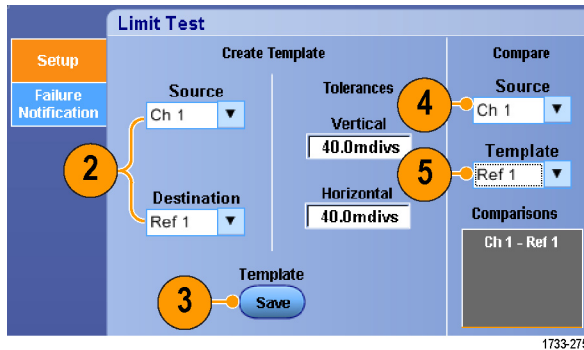 Limit Test
Setup
Failure
Notification
Create Template
Source
Ch 1
2
Destination
Ref 1
Tolerances
Vertical
40.0mdivs
Horizontal
40.0mdivs
Template
3
Save
Compare
Source
4
Ch 1
Template
5
Ref 1
Comparisons
Ch 1 - Ref 1
1733-275